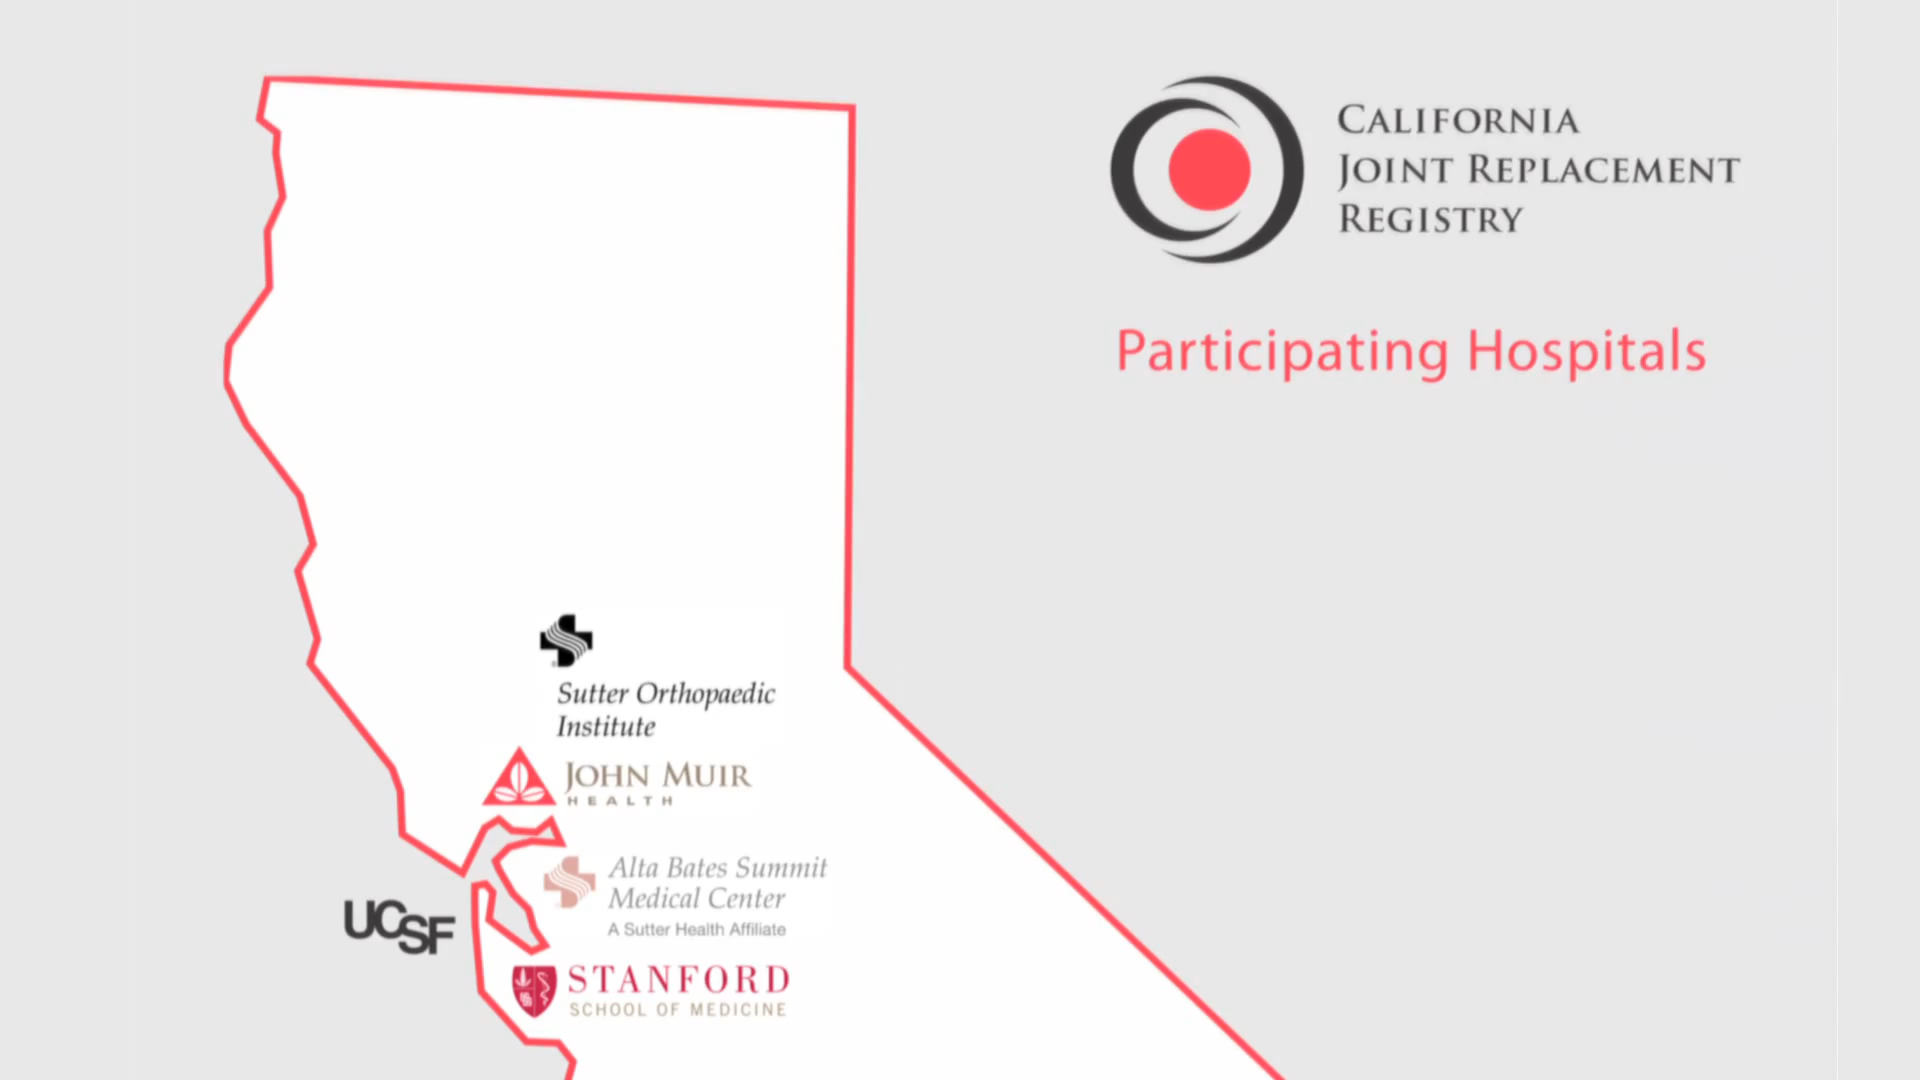 CALIFORNIA
JOINT REPLACEMENT
REGISTRY
Participating Hospitals
Sutter Orthopaedic
Institute
JOHN MUIR
HEALTH
Alta Bates Summit
Medical Center
A Sutter Health Affiliate
UCSF
STANFORD
SCHOOL OF MEDICINE